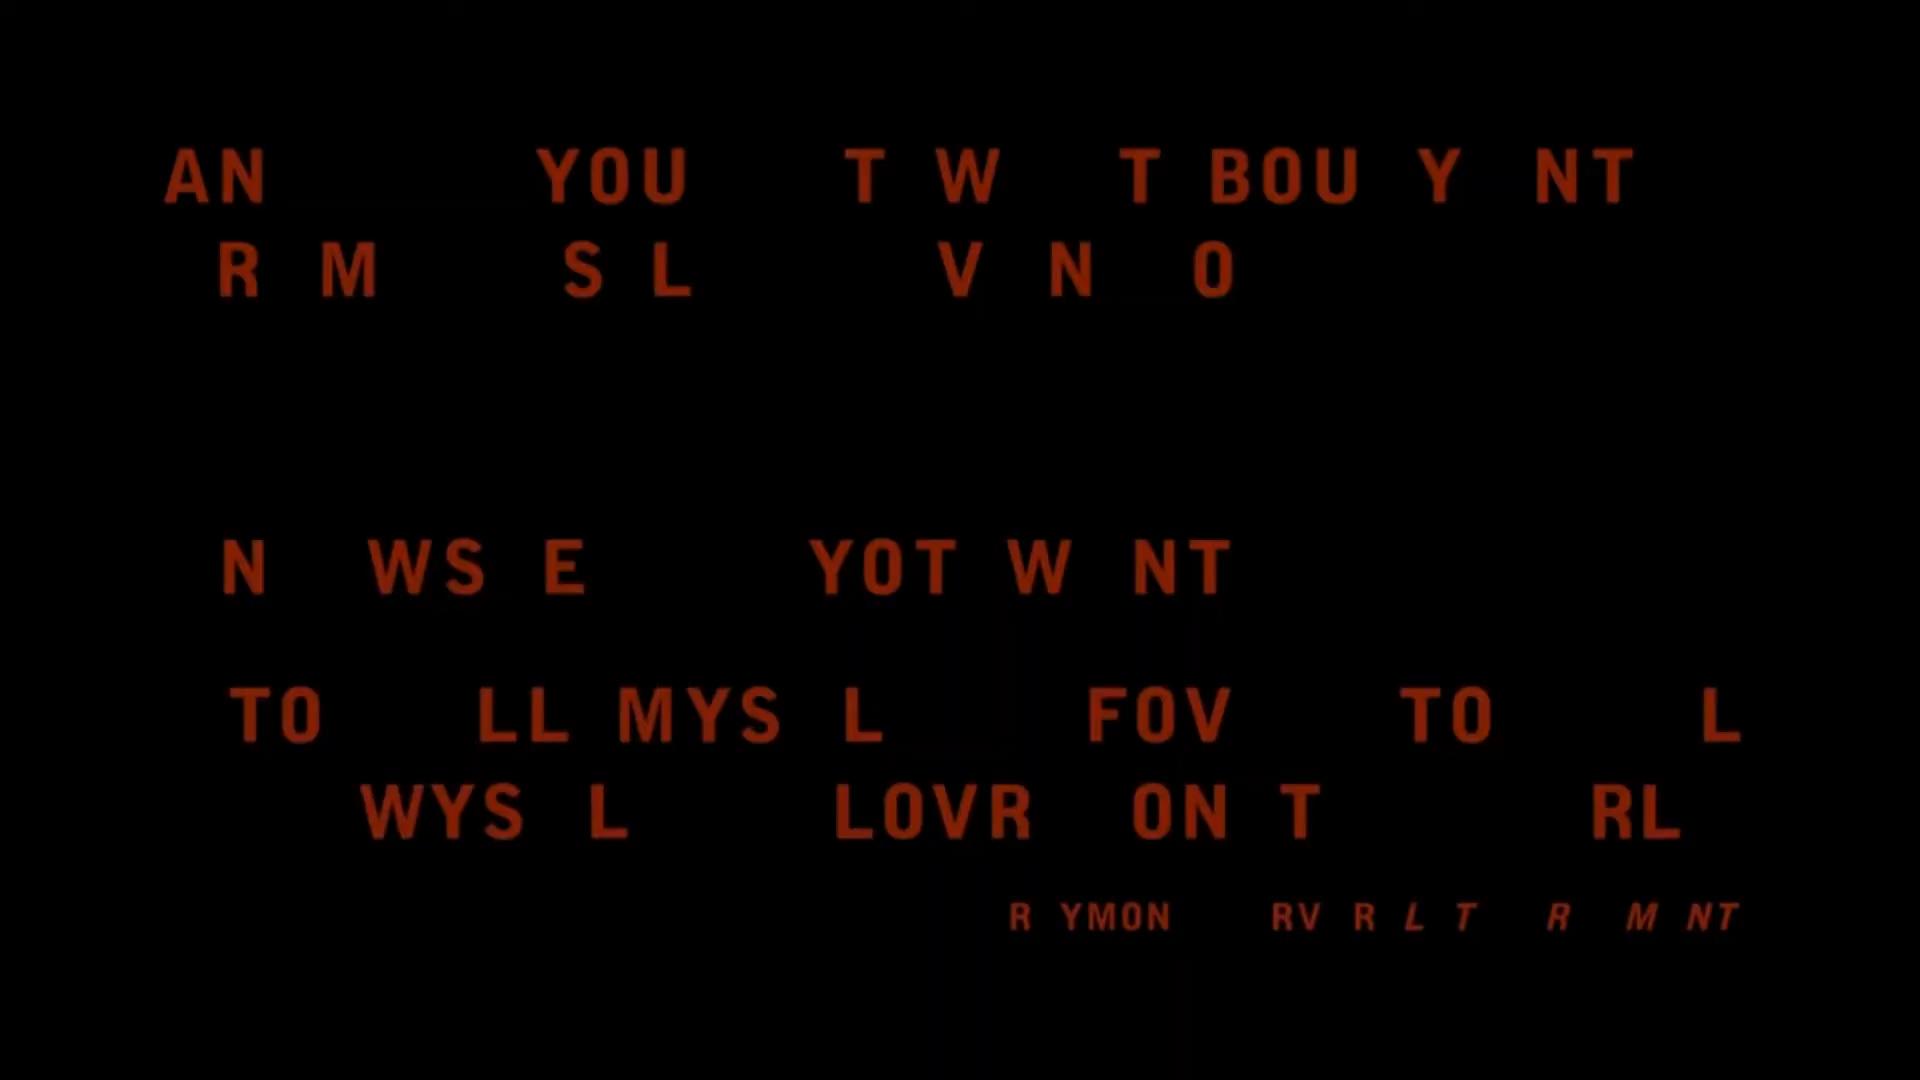 AN YOU T W T BOU Y NT
R M S L V N O
N WS E YOT W NT
TO LL MYS L FOV TO L
WYS L LOVR ON T RL
R YMON RV R L T R M NT